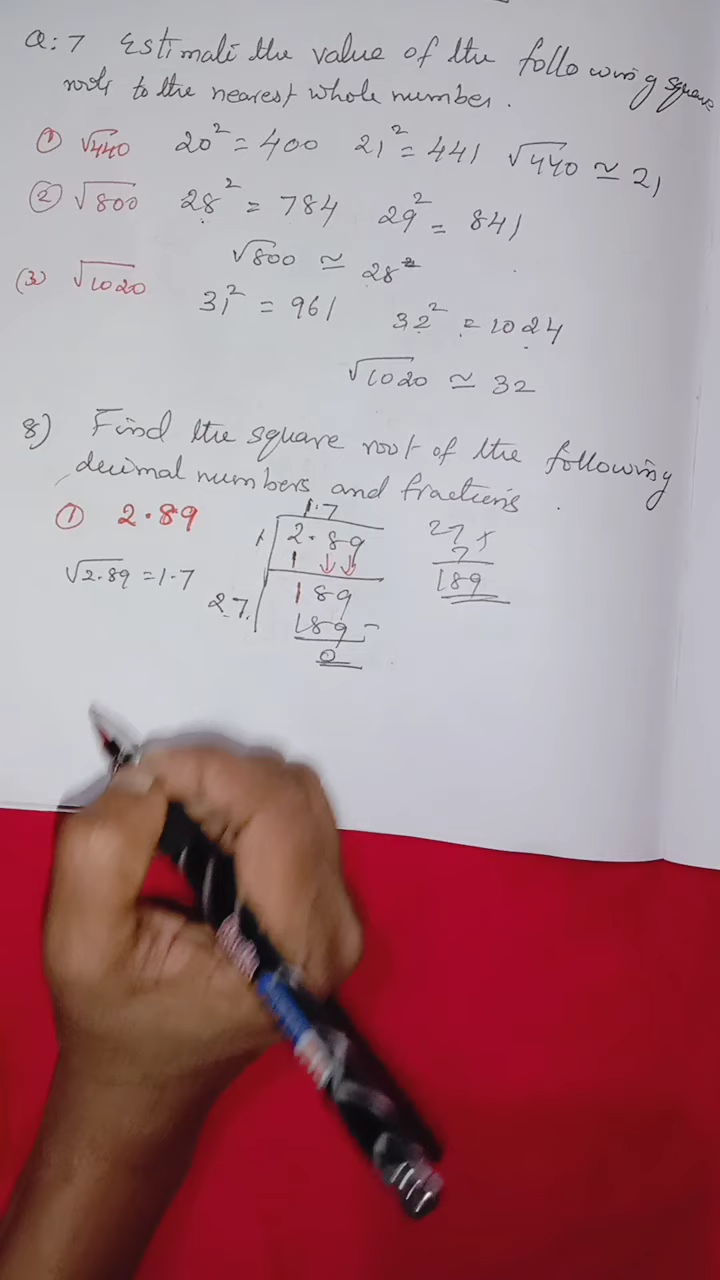 Q:7 Estimate the value of the following square
roots to the nearest whole number.
① √440 20² = 400 21² = 441 √440 ≃ 21
② √800 28² = 784 29² = 841
√800 ≃ 28
(3) √1020
31² = 961 32² = 1024
√1020 ≃ 32
8) Find the square root of the following
decimal numbers and fractions.
① 2.89
1.7
1 2.89 27 ×
1 ↓↓ 7
√2.89 = 1.7 189
27 189
189 -
0